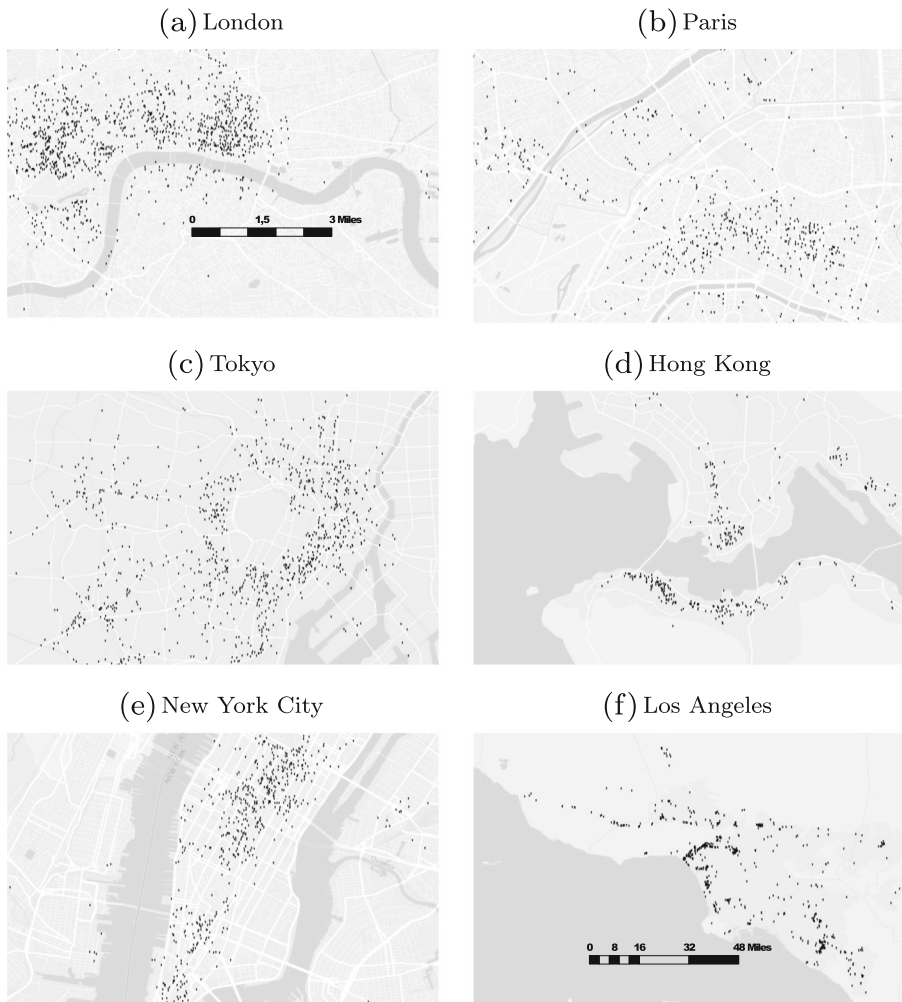 (a) London
(b) Paris
0 1,5 3 Miles
(c) Tokyo
(d) Hong Kong
(e) New York City
(f) Los Angeles
0 8 16 32 48 Miles